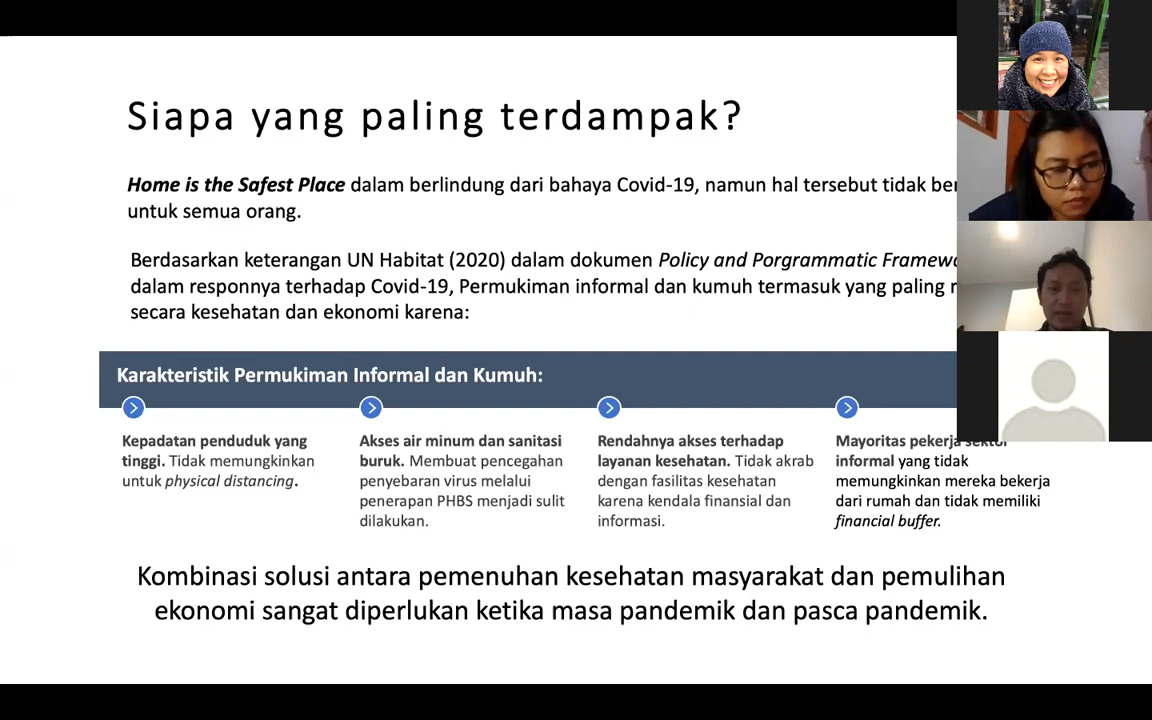 Siapa yang paling terdampak?
Home is the Safest Place dalam berlindung dari bahaya Covid-19, namun hal tersebut tidak
untuk semua orang.
Berdasarkan keterangan UN Habitat (2020) dalam dokumen Policy and Porgrammatic
dalam responnya terhadap Covid-19, Permukiman informal dan kumuh termasuk yang paling
secara kesehatan dan ekonomi karena:
Karakteristik Permukiman Informal dan Kumuh:
Kepadatan penduduk yang
tinggi. Tidak memungkinkan
untuk physical distancing.
Akses air minum dan sanitasi
buruk. Membuat pencegahan
penyebaran virus melalui
penerapan PHBS menjadi sulit
dilakukan.
Rendahnya akses terhadap
layanan kesehatan. Tidak akrab
dengan fasilitas kesehatan
karena kendala finansial dan
informasi.
Mayoritas pekerja sektor
informal yang tidak
memungkinkan mereka bekerja
dari rumah dan tidak memiliki
financial buffer.
Kombinasi solusi antara pemenuhan kesehatan masyarakat dan pemulihan
ekonomi sangat diperlukan ketika masa pandemik dan pasca pandemik.